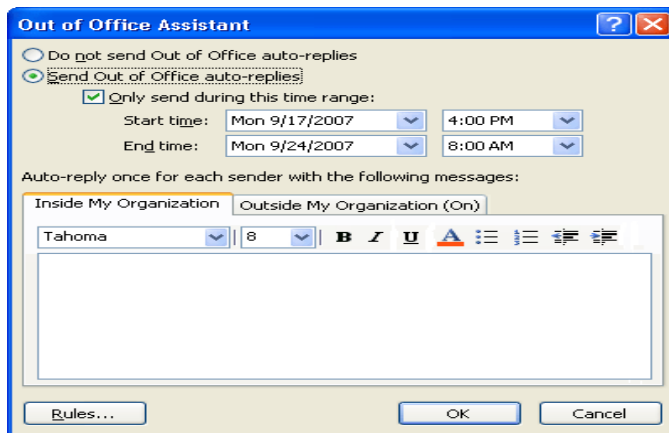 Out of Office Assistant
Do not send Out of Office auto-replies
Send Out of Office auto-replies
Only send during this time range:
Start time: Mon 9/17/2007 4:00 PM
End time: Mon 9/24/2007 8:00 AM
Auto-reply once for each sender with the following messages:
Inside My Organization Outside My Organization (On)
Tahoma 8 B I U A
Rules... OK Cancel